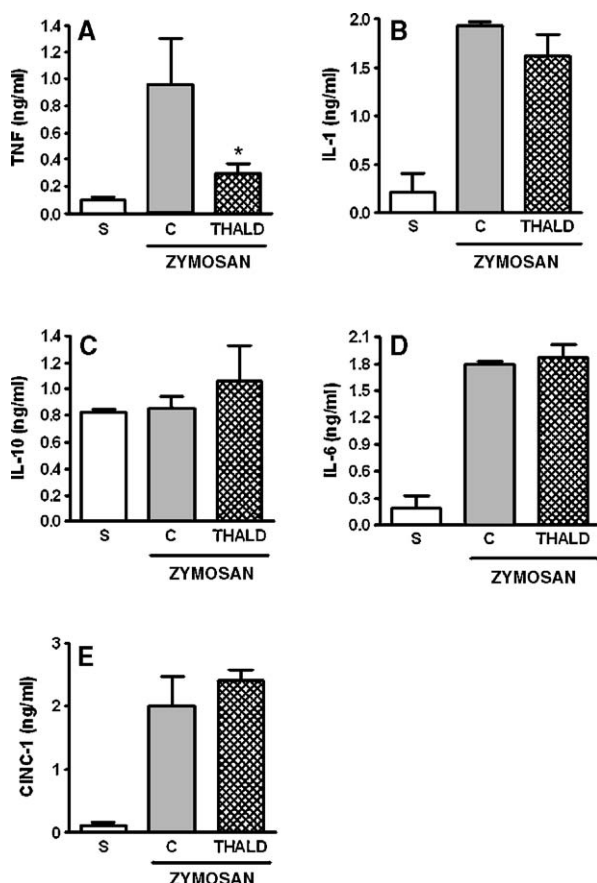 A
TNF (ng/ml)
1.4
1.2
1.0
0.8
0.6
0.4
0.2
0.0
*
S C THALD
ZYMOSAN
B
IL-1 (ng/ml)
2.0
1.5
1.0
0.5
0.0
S C THALD
ZYMOSAN
C
IL-10 (ng/ml)
1.4
1.2
1.0
0.8
0.6
0.4
0.2
0.0
S C THALD
ZYMOSAN
D
IL-6 (ng/ml)
2.1
1.8
1.5
1.2
0.9
0.6
0.3
0.0
S C THALD
ZYMOSAN
E
CINC-1 (ng/ml)
3
2
1
0
S C THALD
ZYMOSAN